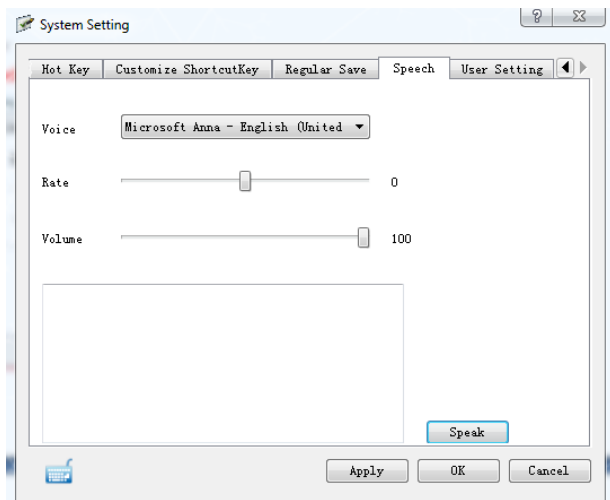 System Setting
Hot Key Customize ShortcutKey Regular Save Speech User Setting
Voice Microsoft Anna - English (United
Rate 0
Volume 100
Speak
Apply OK Cancel